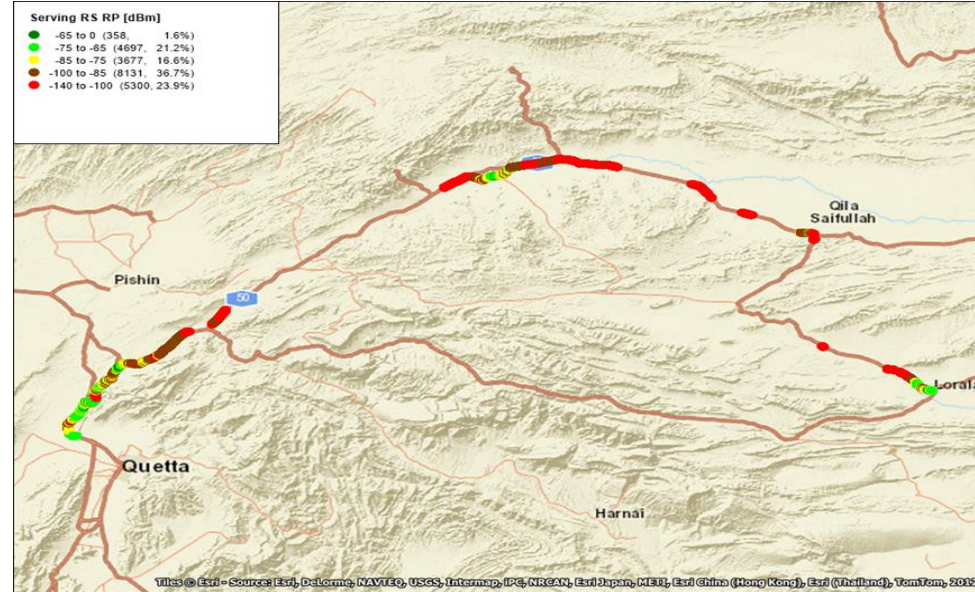 Serving RS RP [dBm]
-65 to 0 (358, 1.6%)
-75 to -65 (4697, 21.2%)
-85 to -75 (3677, 16.6%)
-100 to -85 (8131, 36.7%)
-140 to -100 (5300, 23.9%)
Qila
Saifullah
Pishin
50
Lorala
Quetta
Harnai
Tiles © Esri - Source: Esri, DeLorme, NAVTEQ, USGS, Intermap, iPC, NRCAN, Esri Japan, METI, Esri China (Hong Kong), Esri (Thailand), TomTom, 2012